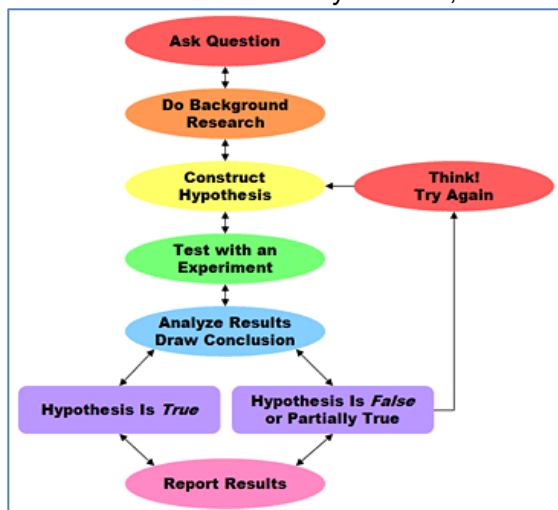 Ask Question
Do Background
Research
Construct
Hypothesis
Think!
Try Again
Test with an
Experiment
Analyze Results
Draw Conclusion
Hypothesis Is True
Hypothesis Is False
or Partially True
Report Results